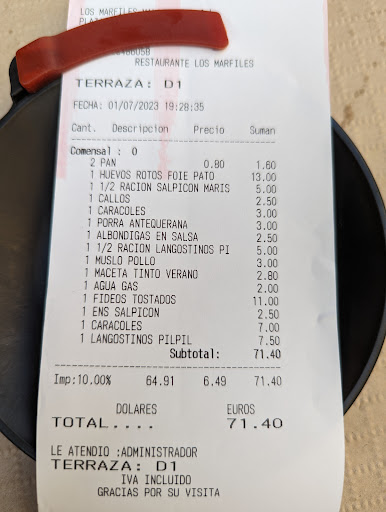 LOS MARFILES
PLAZ
RESTAURANTE LOS MARFILES
TERRAZA: D1
FECHA: 01/07/2023 19:28:35
Cant. Descripcion Precio Suman
Comensal : 0
2 PAN 0.80 1.60
1 HUEVOS ROTOS FOIE PATO 13.00
1 1/2 RACION SALPICON MARIS 5.00
1 CALLOS 2.50
1 CARACOLES 3.00
1 PORRA ANTEQUERANA 3.00
1 ALBONDIGAS EN SALSA 2.50
1 1/2 RACION LANGOSTINOS PI 5.00
1 MUSLO POLLO 3.00
1 MACETA TINTO VERANO 2.80
1 AGUA GAS 2.00
1 FIDEOS TOSTADOS 11.00
1 ENS SALPICON 2.50
1 CARACOLES 7.00
1 LANGOSTINOS PILPIL 7.50
Subtotal: 71.40
Imp:10.00% 64.91 6.49 71.40
DOLARES EUROS
TOTAL.... 71.40
LE ATENDIO :ADMINISTRADOR
TERRAZA: D1
IVA INCLUIDO
GRACIAS POR SU VISITA